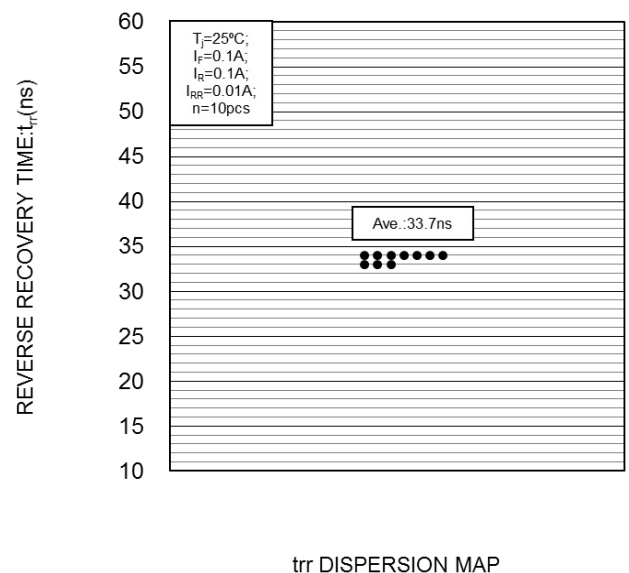 60
55
50
45
40
35
30
25
20
15
10
REVERSE RECOVERY TIME:trr(ns)
Tj=25ºC;
IF=0.1A;
IR=0.1A;
IRR=0.01A;
n=10pcs
Ave.:33.7ns
trr DISPERSION MAP